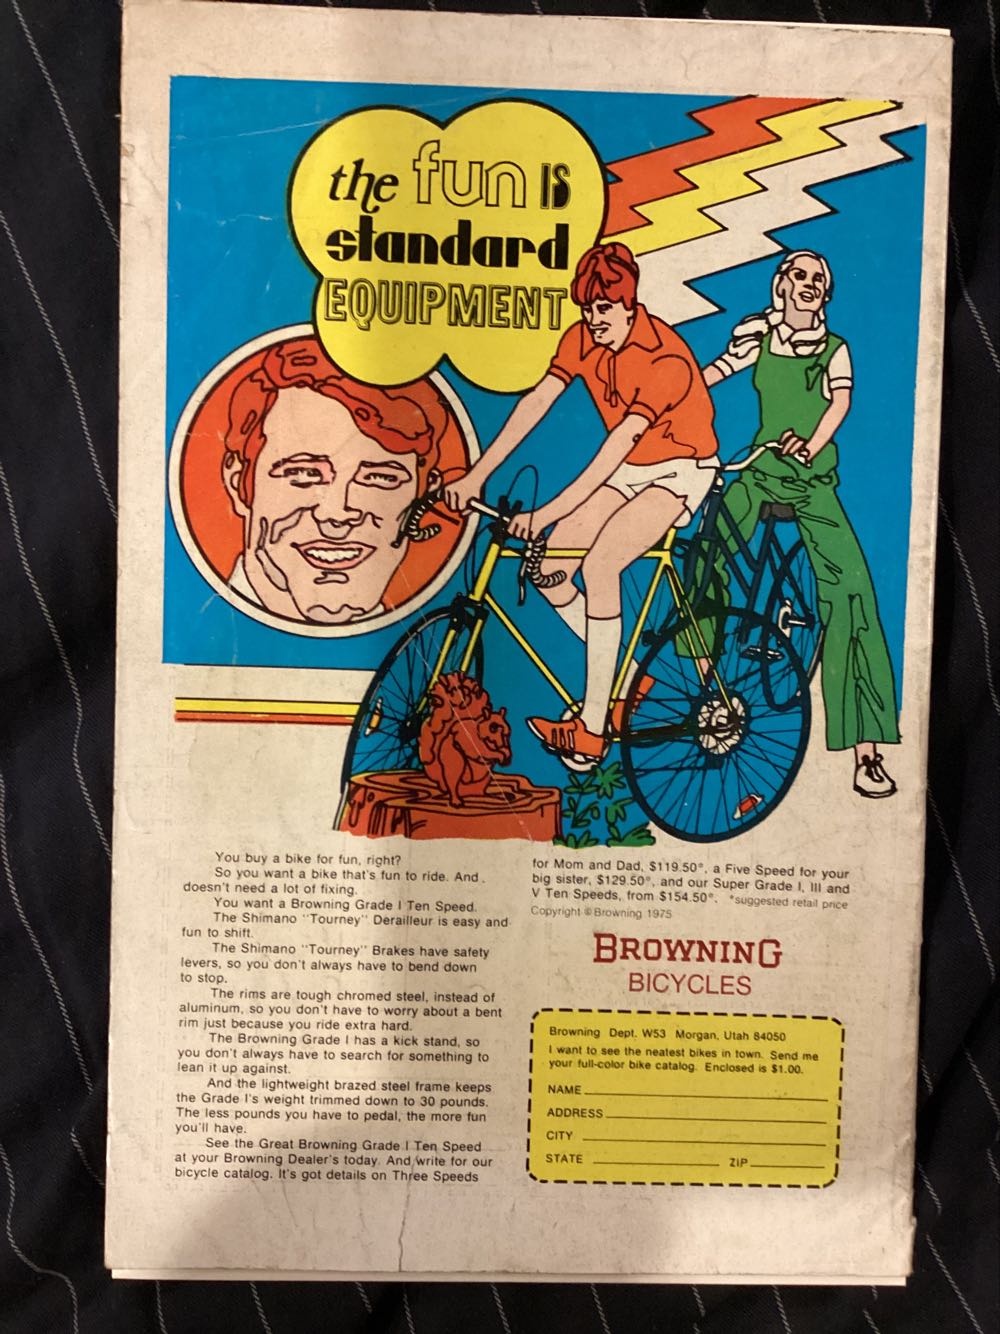 the fun IS
standard
EQUIPMENT
You buy a bike for fun, right?
So you want a bike that's fun to ride. And
doesn't need a lot of fixing.
You want a Browning Grade I Ten Speed.
The Shimano "Tourney" Derailleur is easy and
fun to shift.
The Shimano "Tourney" Brakes have safety
levers, so you don't always have to bend down
to stop.
The rims are tough chromed steel, instead of
aluminum, so you don't have to worry about a bent
rim just because you ride extra hard.
The Browning Grade I has a kick stand, so
you don't always have to search for something to
lean it up against.
And the lightweight brazed steel frame keeps
the Grade I's weight trimmed down to 30 pounds.
The less pounds you have to pedal, the more fun
you'll have.
See the Great Browning Grade I Ten Speed
at your Browning Dealer's today. And write for our
bicycle catalog. It's got details on Three Speeds
for Mom and Dad, $119.50*, a Five Speed for your
big sister, $129.50*, and our Super Grade I, III and
V Ten Speeds, from $154.50*. *suggested retail price
Copyright © Browning 1975
BROWNING
BICYCLES
Browning Dept. W53 Morgan, Utah 84050
I want to see the neatest bikes in town. Send me
your full-color bike catalog. Enclosed is $1.00.
NAME
ADDRESS
CITY
STATE ZIP